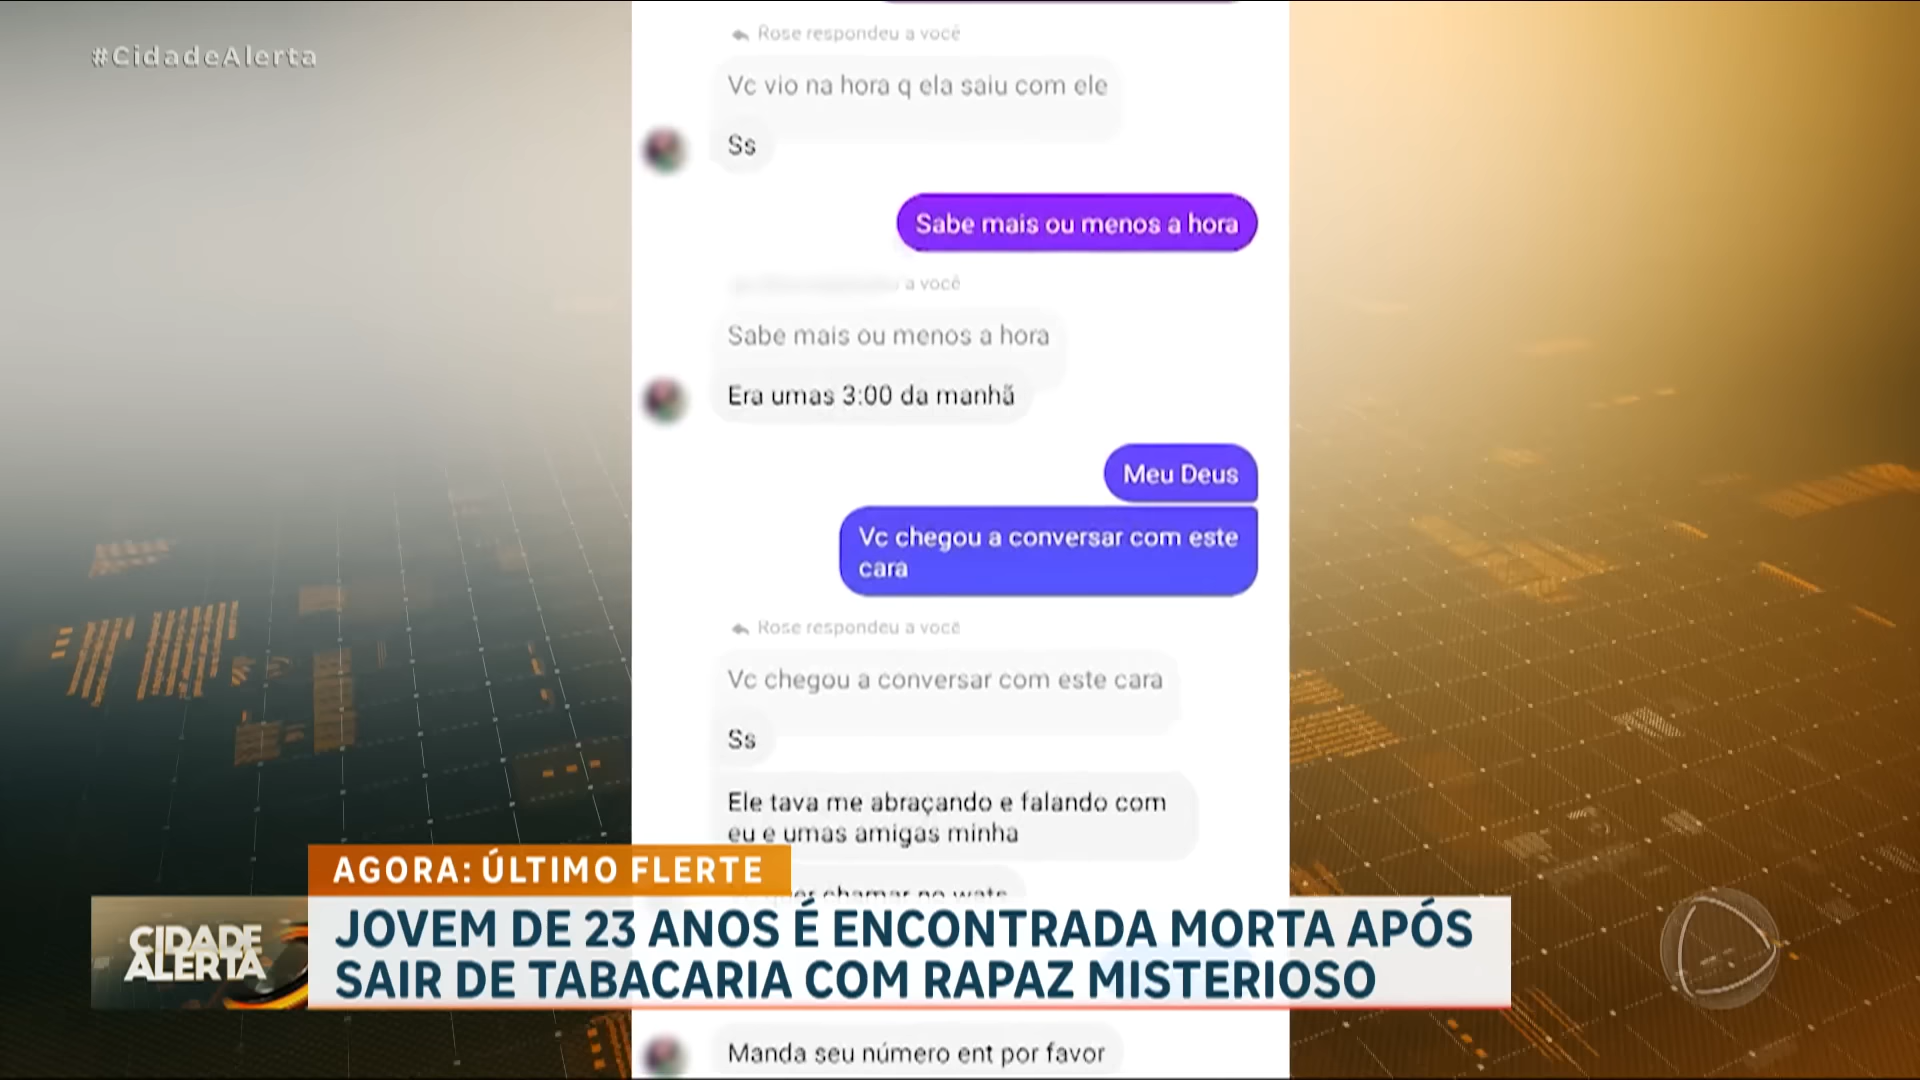 #CidadeAlerta
Rose respondeu a você
Vc vio na hora q ela saiu com ele
Ss
Sabe mais ou menos a hora
a você
Sabe mais ou menos a hora
Era umas 3:00 da manhã
Meu Deus
Vc chegou a conversar com este
cara
Rose respondeu a você
Vc chegou a conversar com este cara
Ss
Ele tava me abraçando e falando com
eu e umas amigas minha
chamar no wats
AGORA: ÚLTIMO FLERTE
CIDADE
ALERTA
JOVEM DE 23 ANOS É ENCONTRADA MORTA APÓS
SAIR DE TABACARIA COM RAPAZ MISTERIOSO
Manda seu número ent por favor